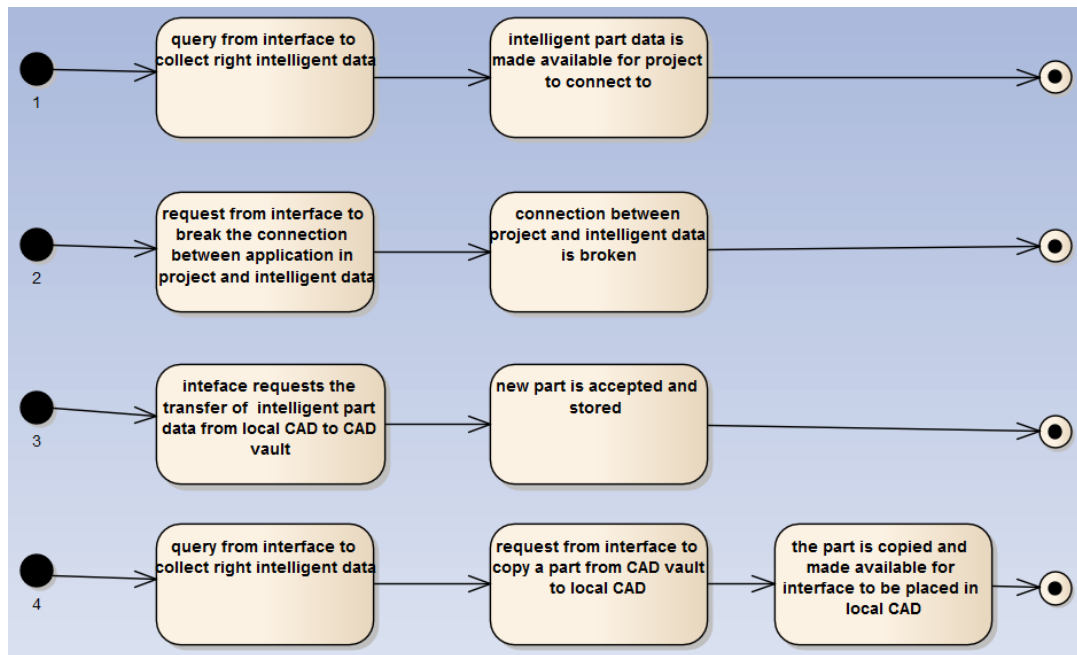 query from interface to
collect right intelligent data
intelligent part data is
made available for project
to connect to
1
request from interface to
break the connection
between application in
project and intelligent data
connection between
project and intelligent data
is broken
2
inteface requests the
transfer of intelligent part
data from local CAD to CAD
vault
new part is accepted and
stored
3
query from interface to
collect right intelligent data
request from interface to
copy a part from CAD vault
to local CAD
the part is copied and
made available for
interface to be placed in
local CAD
4